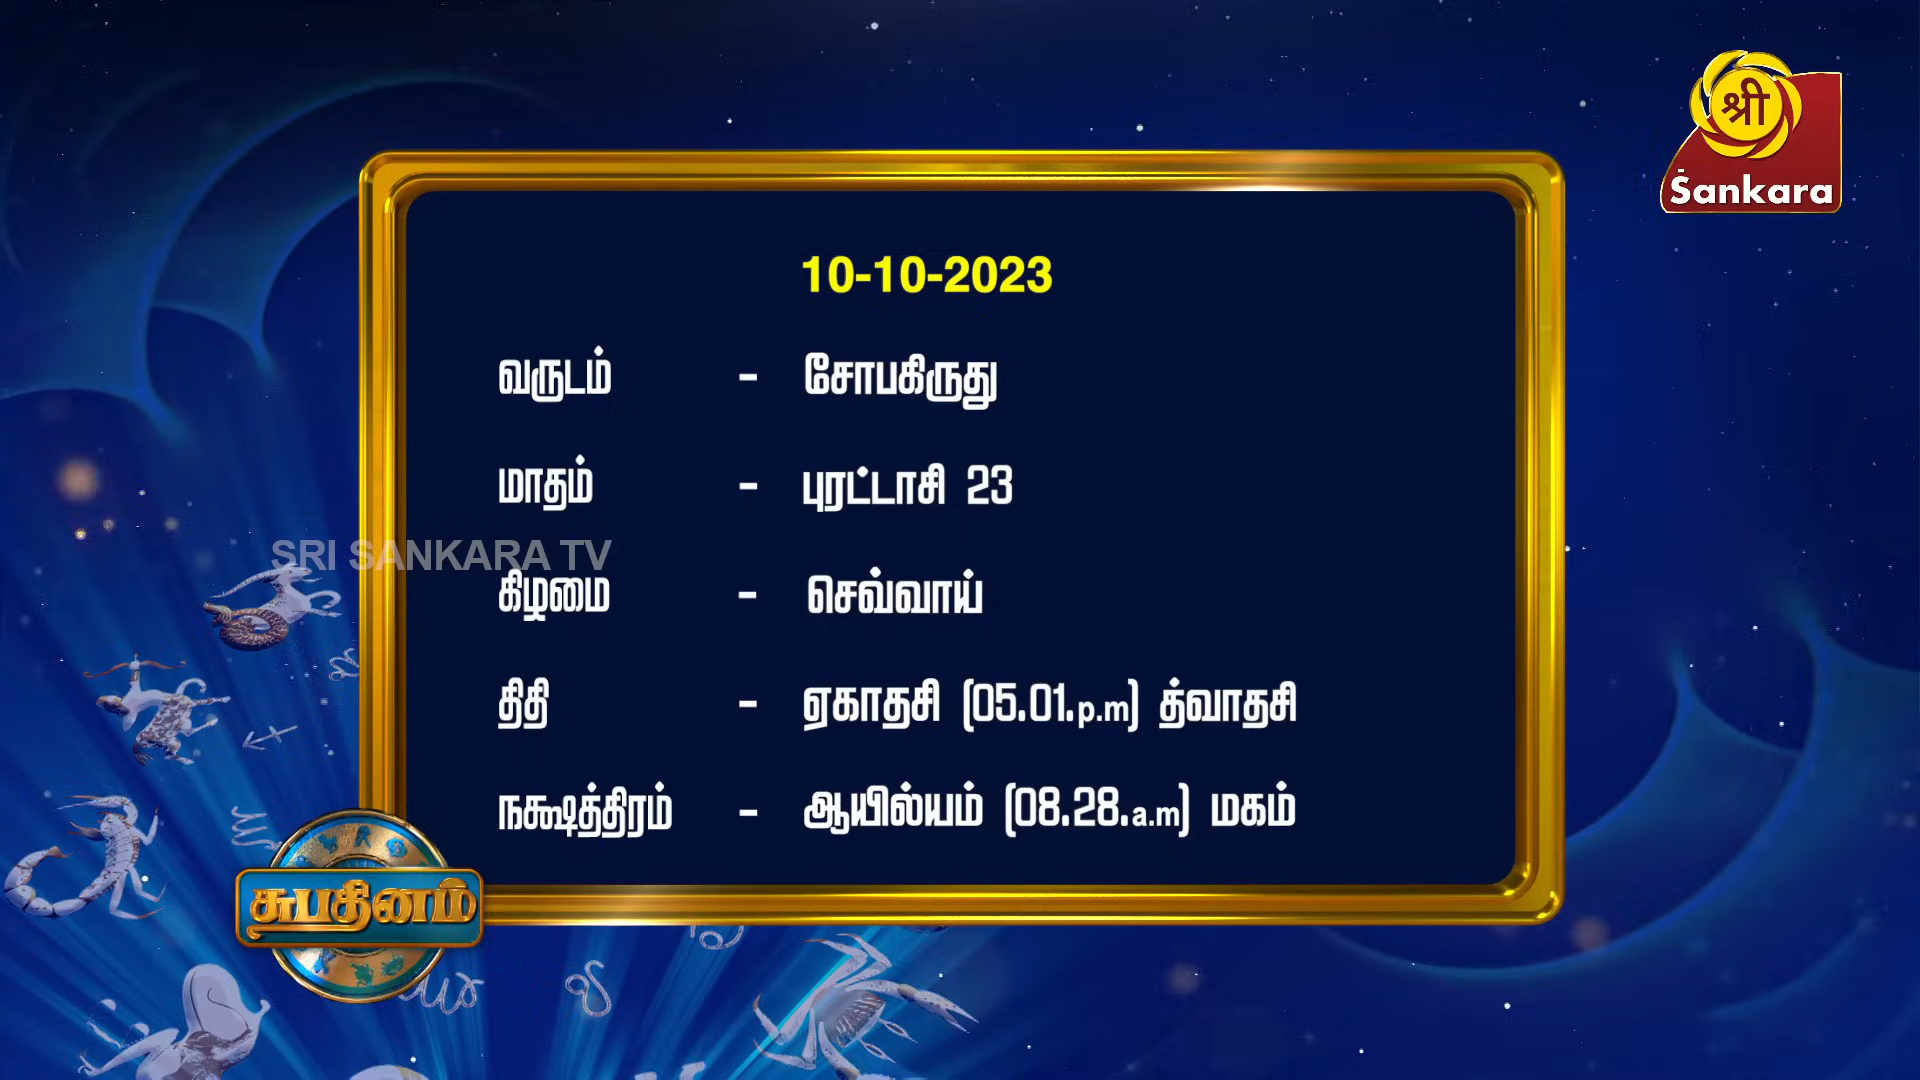 श्री
Sankara
10-10-2023
வருடம் - சோபகிருது
மாதம் - புரட்டாசி 23
SRI SANKARA TV
கிழமை - செவ்வாய்
திதி - ஏகாதசி (05.01.p.m) த்வாதசி
நக்ஷத்திரம் - ஆயில்யம் (08.28.a.m) மகம்
சுபதினம்